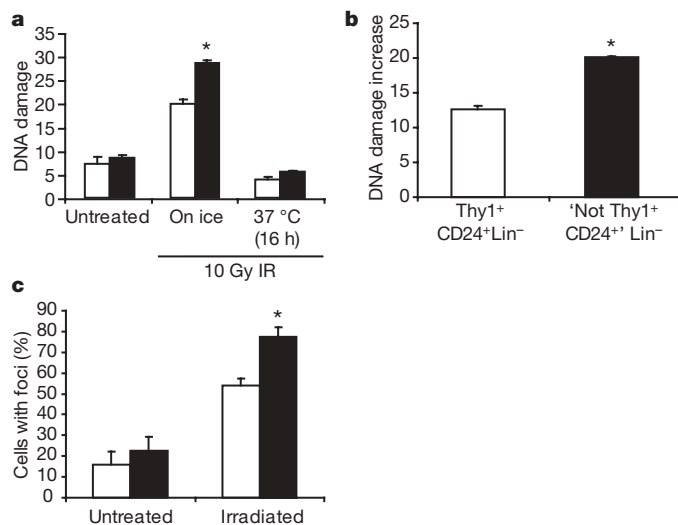 a
DNA damage
35
30
25
20
15
10
5
0
*
Untreated
On ice
37 °C
(16 h)
10 Gy IR
b
DNA damage increase
25
20
15
10
5
0
*
Thy1⁺
CD24⁺Lin⁻
‘Not Thy1⁺
CD24⁺’ Lin⁻
c
Cells with foci (%)
90
80
70
60
50
40
30
20
10
0
*
Untreated
Irradiated